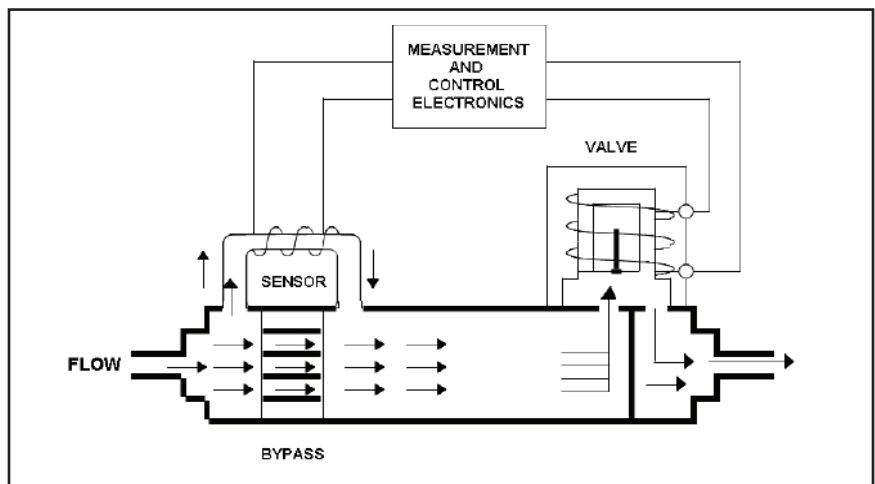 MEASUREMENT
AND
CONTROL
ELECTRONICS
VALVE
SENSOR
FLOW
BYPASS